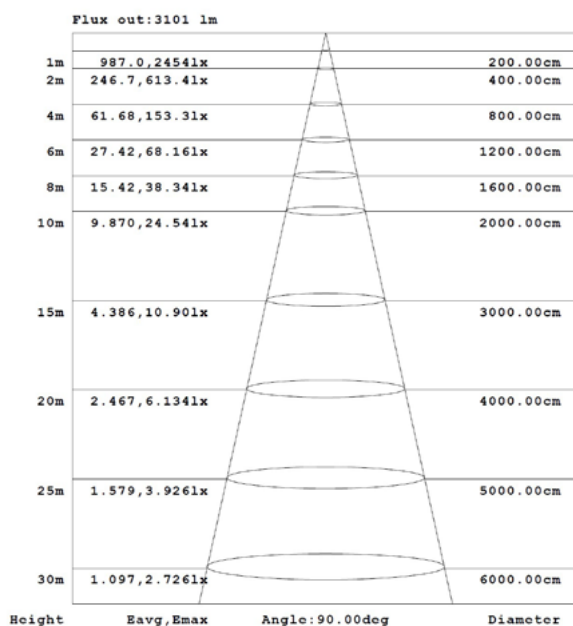 Flux out:3101 lm
1m 987.0,2454lx 200.00cm
2m 246.7,613.4lx 400.00cm
4m 61.68,153.3lx 800.00cm
6m 27.42,68.16lx 1200.00cm
8m 15.42,38.34lx 1600.00cm
10m 9.870,24.54lx 2000.00cm
15m 4.386,10.90lx 3000.00cm
20m 2.467,6.134lx 4000.00cm
25m 1.579,3.926lx 5000.00cm
30m 1.097,2.726lx 6000.00cm
Height Eavg,Emax Angle:90.00deg Diameter